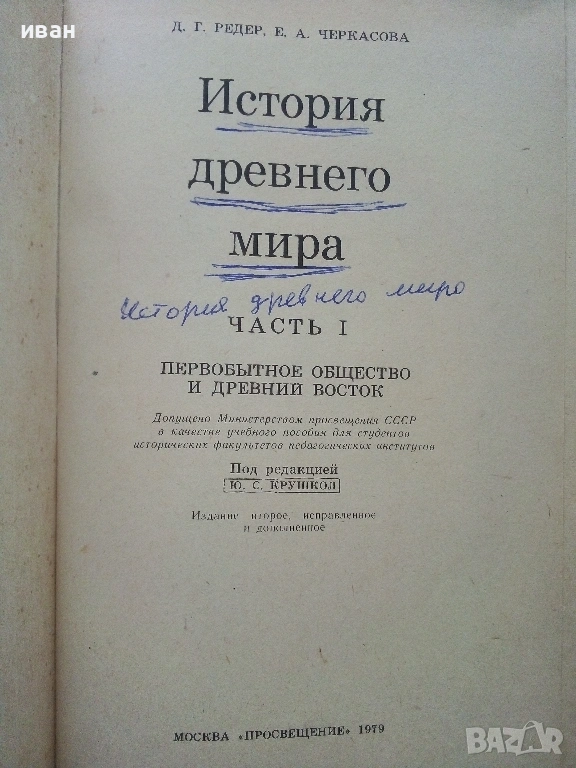 иван
Д. Г. РЕДЕР, Е. А. ЧЕРКАСОВА
История
древнего
мира
История древнего мира
ЧАСТЬ I
ПЕРВОБЫТНОЕ ОБЩЕСТВО
И ДРЕВНИЙ ВОСТОК
Допущено Министерством просвещения СССР
в качестве учебного пособия для студентов
исторических факультетов педагогических институтов
Под редакцией
Ю. С. КРУШКОЛ
Издание второе, исправленное
и дополненное
МОСКВА «ПРОСВЕЩЕНИЕ» 1979
BAZAR